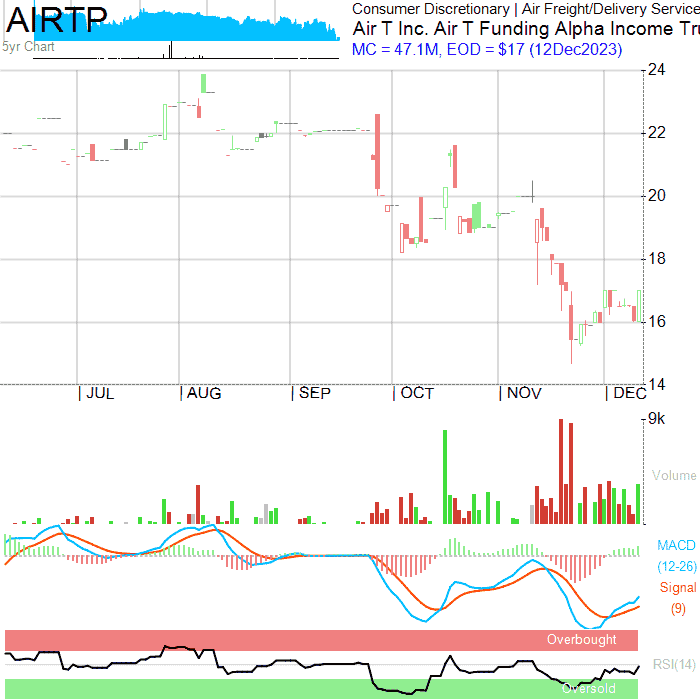 AIRTP
5yr Chart
Consumer Discretionary | Air Freight/Delivery Service
Air T Inc. Air T Funding Alpha Income Tru
MC = 47.1M, EOD = $17 (12Dec2023)
24
22
20
18
16
14
| JUL | AUG | SEP | OCT | NOV | DEC
9k
Volume
MACD
(12-26)
Signal
(9)
Overbought
RSI(14)
Oversold